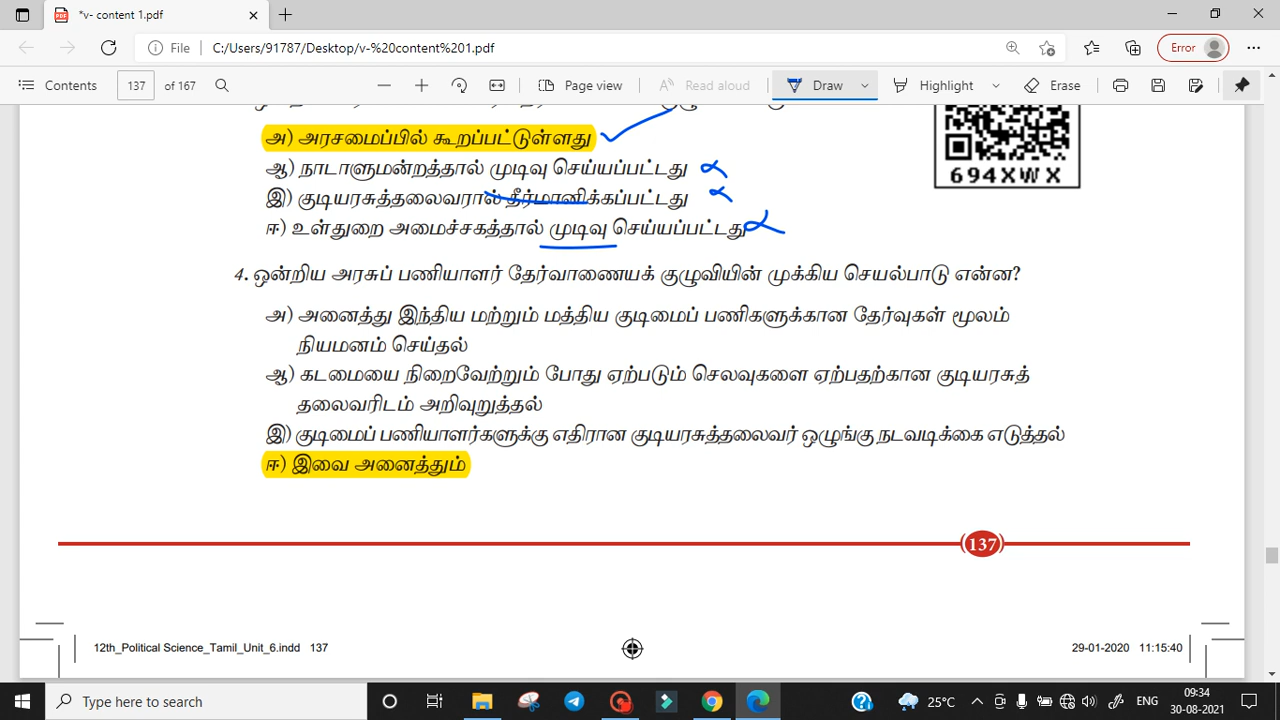 *v- content 1.pdf
File
C:/Users/91787/Desktop/v-%20content%201.pdf
Error
Contents
137 of 167
Page view
Read aloud
Draw
Highlight
Erase
அ) அரசமைப்பில் கூறப்பட்டுள்ளது
694XWX
ஆ) நாடாளுமன்றத்தால் முடிவு செய்யப்பட்டது
இ) குடியரசுத்தலைவரால் தீர்மானிக்கப்பட்டது
ஈ) உள்துறை அமைச்சகத்தால் முடிவு செய்யப்பட்டது
4. ஒன்றிய அரசுப் பணியாளர் தேர்வாணையக் குழுவியின் முக்கிய செயல்பாடு என்ன?
அ) அனைத்து இந்திய மற்றும் மத்திய குடிமைப் பணிகளுக்கான தேர்வுகள் மூலம்
நியமனம் செய்தல்
ஆ) கடமையை நிறைவேற்றும் போது ஏற்படும் செலவுகளை ஏற்பதற்கான குடியரசுத்
தலைவரிடம் அறிவுறுத்தல்
இ) குடிமைப் பணியாளர்களுக்கு எதிரான குடியரசுத்தலைவர் ஒழுங்கு நடவடிக்கை எடுத்தல்
ஈ) இவை அனைத்தும்
137
12th_Political Science_Tamil_Unit_6.indd 137
29-01-2020 11:15:40
Type here to search
25°C
ENG
09:34
30-08-2021